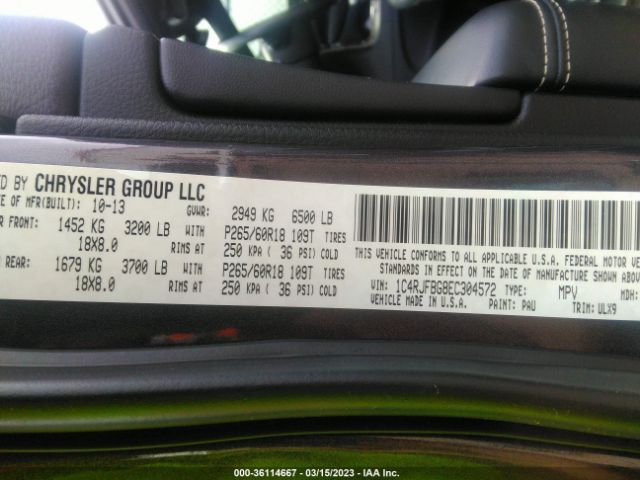 ED BY CHRYSLER GROUP LLC
E OF MFR(BUILT): 10-13 GVWR: 2949 KG 6500 LB
FRONT: 1452 KG 3200 LB WITH P265/60R18 109T TIRES
18X8.0 RIMS AT 250 KPA ( 36 PSI) COLD
REAR: 1679 KG 3700 LB WITH P265/60R18 109T TIRES
18X8.0 RIMS AT 250 KPA ( 36 PSI) COLD
THIS VEHICLE CONFORMS TO ALL APPLICABLE U.S.A. FEDERAL MOTOR
STANDARDS IN EFFECT ON THE DATE OF
VIN: 1C4RJFBG8EC304572 TYPE: MPV MDH:
VEHICLE MADE IN U.S.A. PAINT: PAU TRIM: ULX9
000-36114667 - 03/15/2023 - IAA Inc.